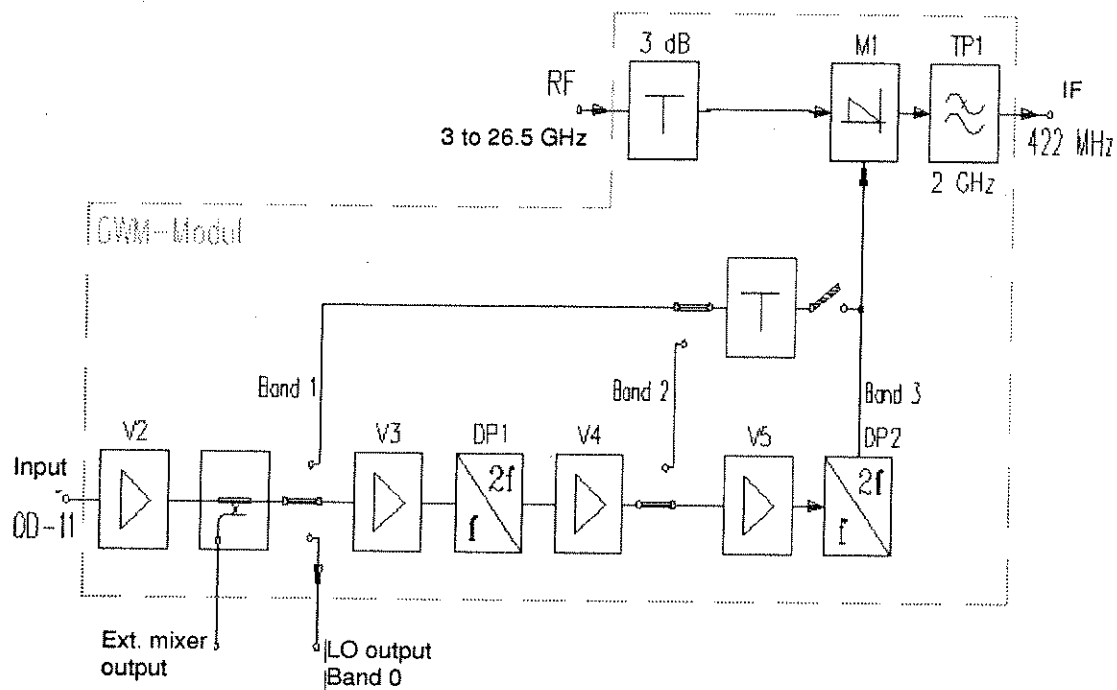 3 dB
M1
TP1
RF
IF
3 to 26.5 GHz
422 MHz
2 GHz
GWM-Modul
Band 1
Band 2
Band 3
V2
V3
DP1
V4
V5
DP2
Input
OD-11
2f
f
2f
f
Ext. mixer
output
LO output
Band 0